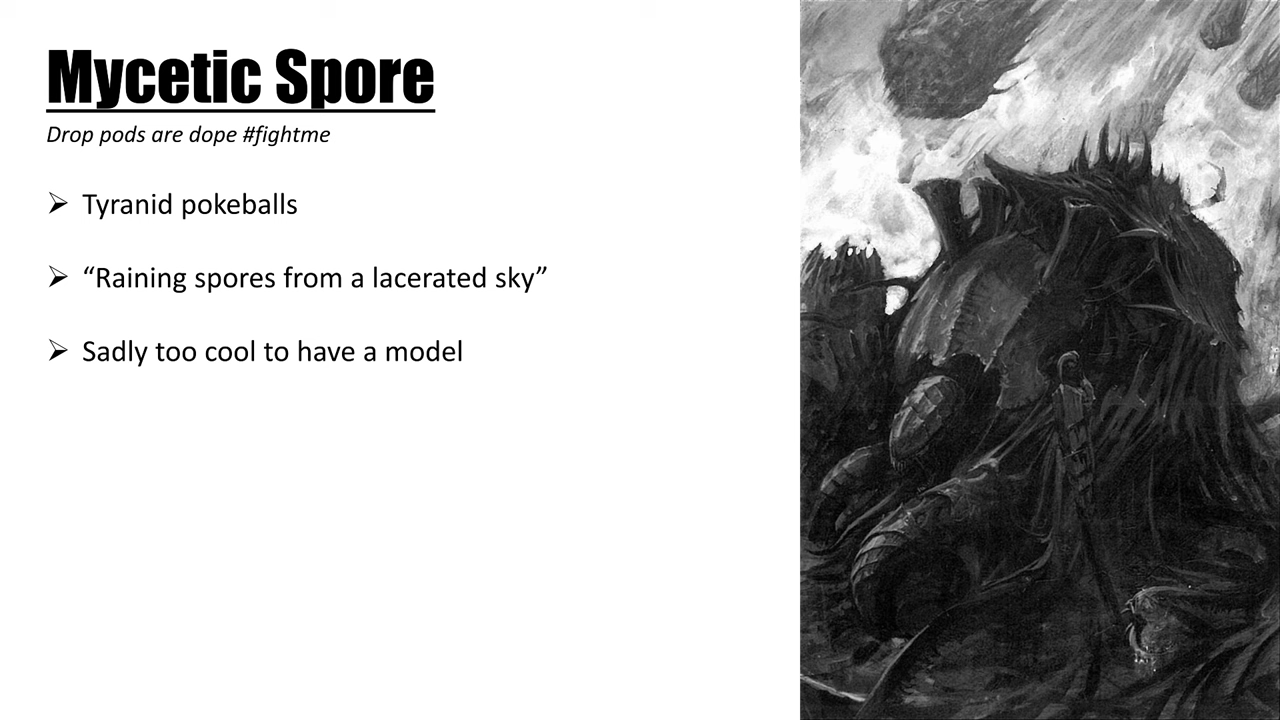 Mycetic Spore
Drop pods are dope #fightme
➢ Tyranid pokeballs
➢ “Raining spores from a lacerated sky”
➢ Sadly too cool to have a model